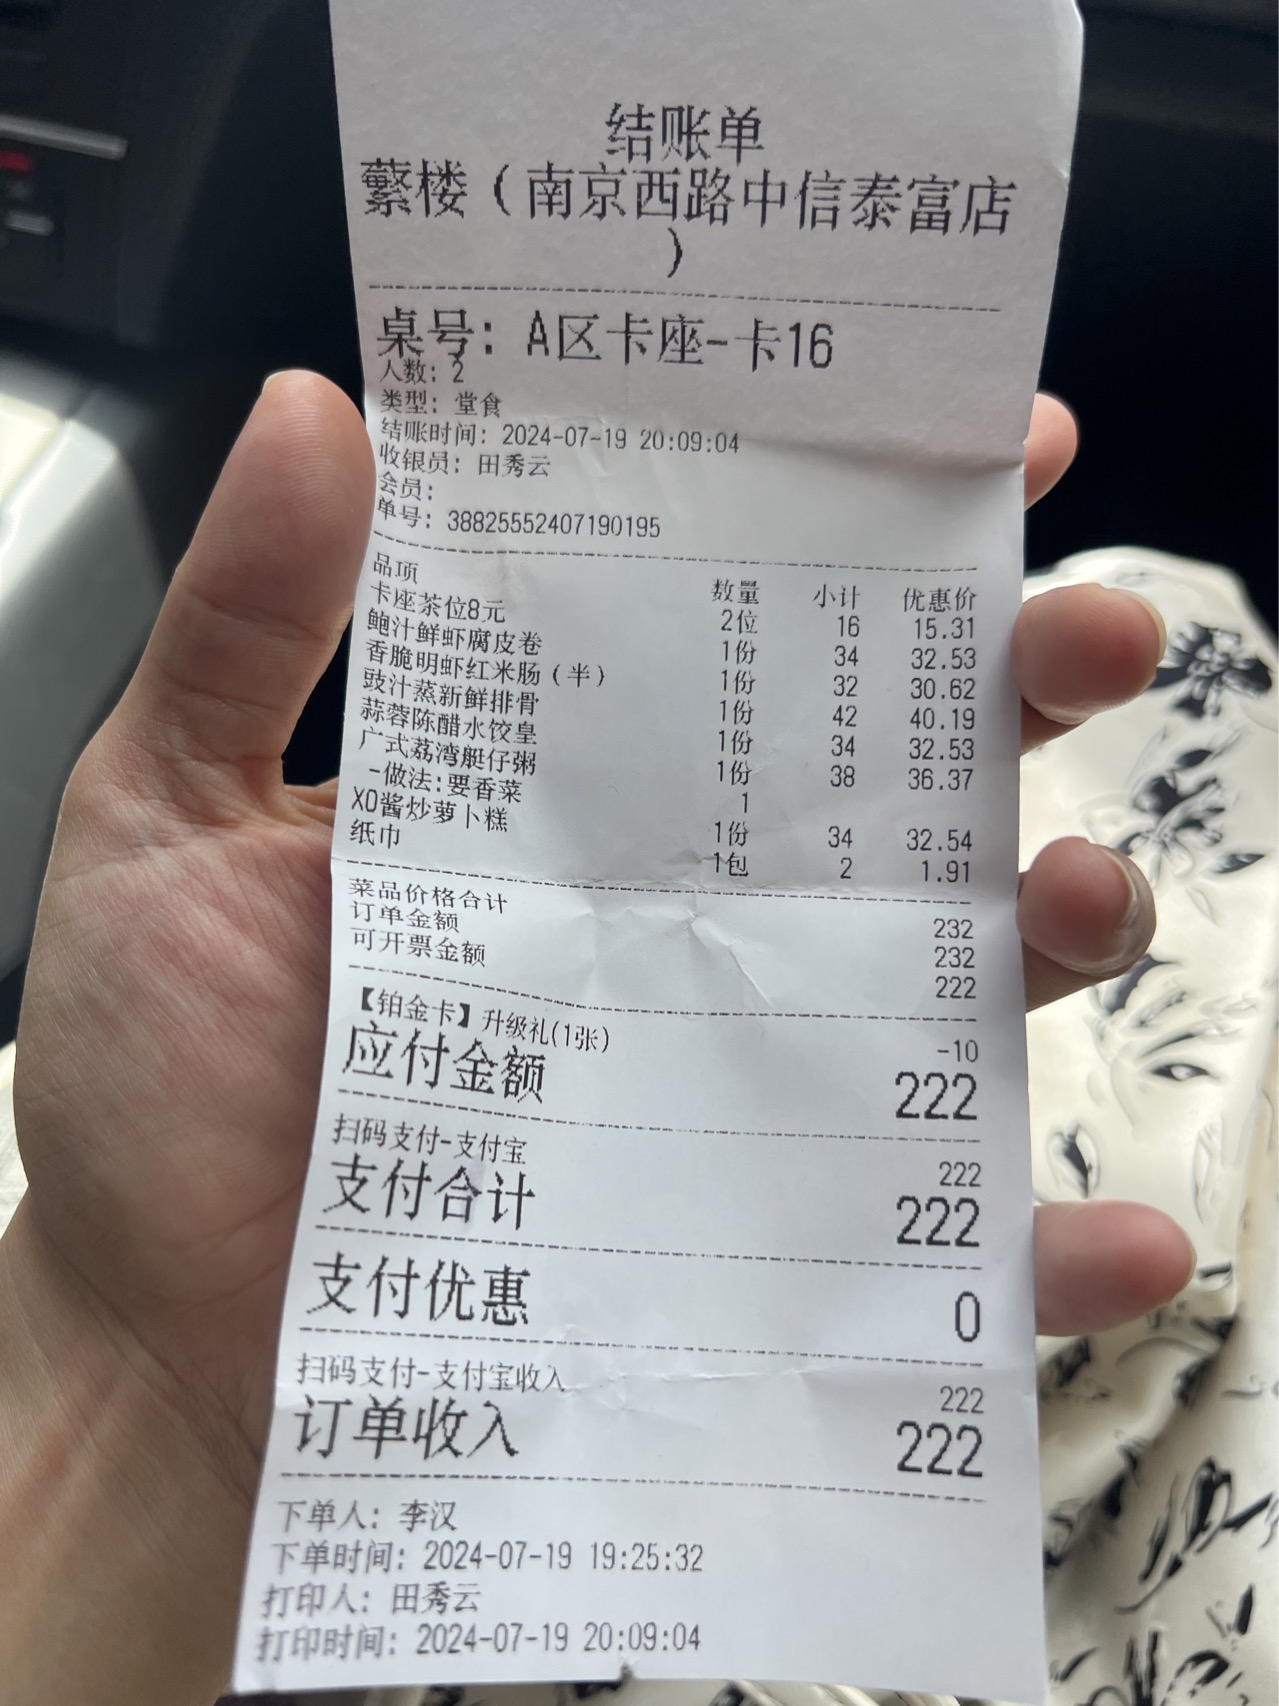 结账单
蘩楼（南京西路中信泰富店
）
桌号：A区卡座-卡16
人数：2
类型：堂食
结账时间：2024-07-19 20:09:04
收银员：田秀云
会员：
单号：38825552407190195
品项 数量 小计 优惠价
卡座茶位8元 2位 16 15.31
鲍汁鲜虾腐皮卷 1份 34 32.53
香脆明虾红米肠（半） 1份 32 30.62
豉汁蒸新鲜排骨 1份 42 40.19
蒜蓉陈醋水饺皇 1份 34 32.53
广式荔湾艇仔粥 1份 38 36.37
-做法:要香菜 1
XO酱炒萝卜糕 1份 34 32.54
纸巾 1包 2 1.91
菜品价格合计 232
订单金额 232
可开票金额 222
【铂金卡】升级礼(1张) -10
应付金额 222
扫码支付-支付宝 222
支付合计 222
支付优惠 0
扫码支付-支付宝收入 222
订单收入 222
下单人：李汉
下单时间：2024-07-19 19:25:32
打印人：田秀云
打印时间：2024-07-19 20:09:04